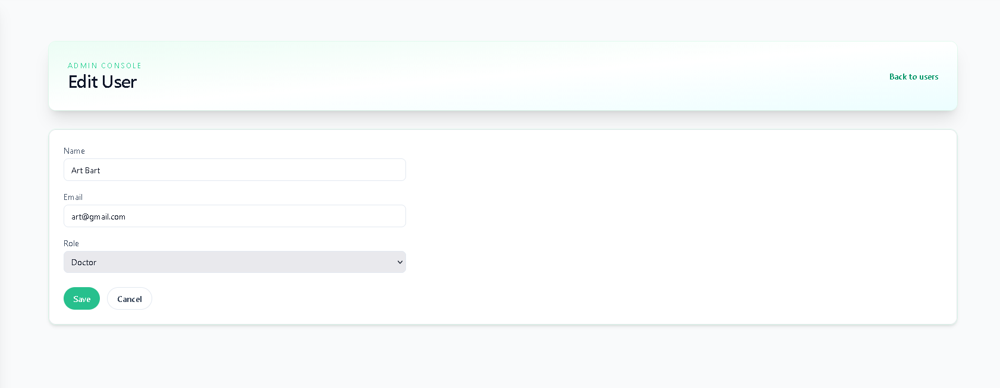 ADMIN CONSOLE
Edit User
Back to users
Name
Art Bart
Email
art@gmail.com
Role
Doctor
Save Cancel